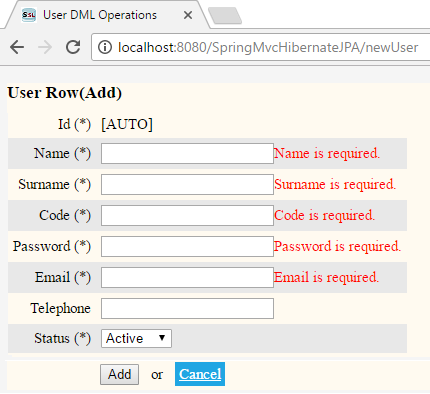 SSL User DML Operations
localhost:8080/SpringMvcHibernateJPA/newUser
User Row(Add)
Id (*) [AUTO]
Name (*) Name is required.
Surname (*) Surname is required.
Code (*) Code is required.
Password (*) Password is required.
Email (*) Email is required.
Telephone
Status (*) Active
Add or Cancel